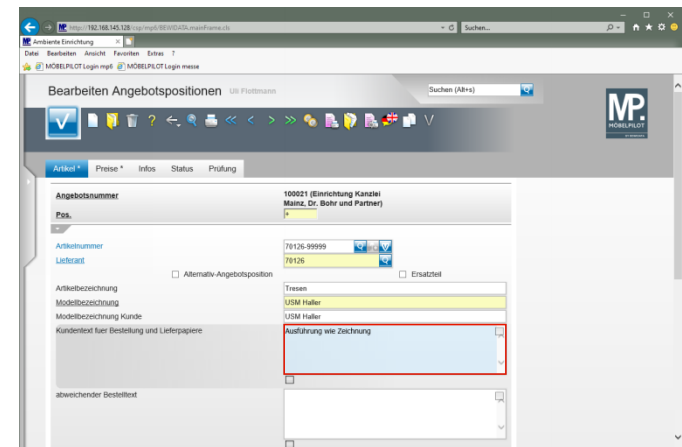 http://192.168.145.128/csp/mp6/BEWIDATA.mainFrame.cls
Suchen...
Ambiente Einrichtung
Datei Bearbeiten Ansicht Favoriten Extras ?
MÖBELPILOT Login mp6 MÖBELPILOT Login messe
Bearbeiten Angebotspositionen Uli Flottmann
Suchen (Alt+s)
MP.
MÖBELPILOT
Artikel * Preise * Infos Status Prüfung
Angebotsnummer
100021 (Einrichtung Kanzlei
Mainz, Dr. Bohr und Partner)
Pos.
+
Artikelnummer
70126-99999
Lieferant
70126
Alternativ-Angebotsposition
Ersatzteil
Artikelbezeichnung
Tresen
Modellbezeichnung
USM Haller
Modellbezeichnung Kunde
USM Haller
Kundentext fuer Bestellung und Lieferpapiere
Ausführung wie Zeichnung
abweichender Bestelltext